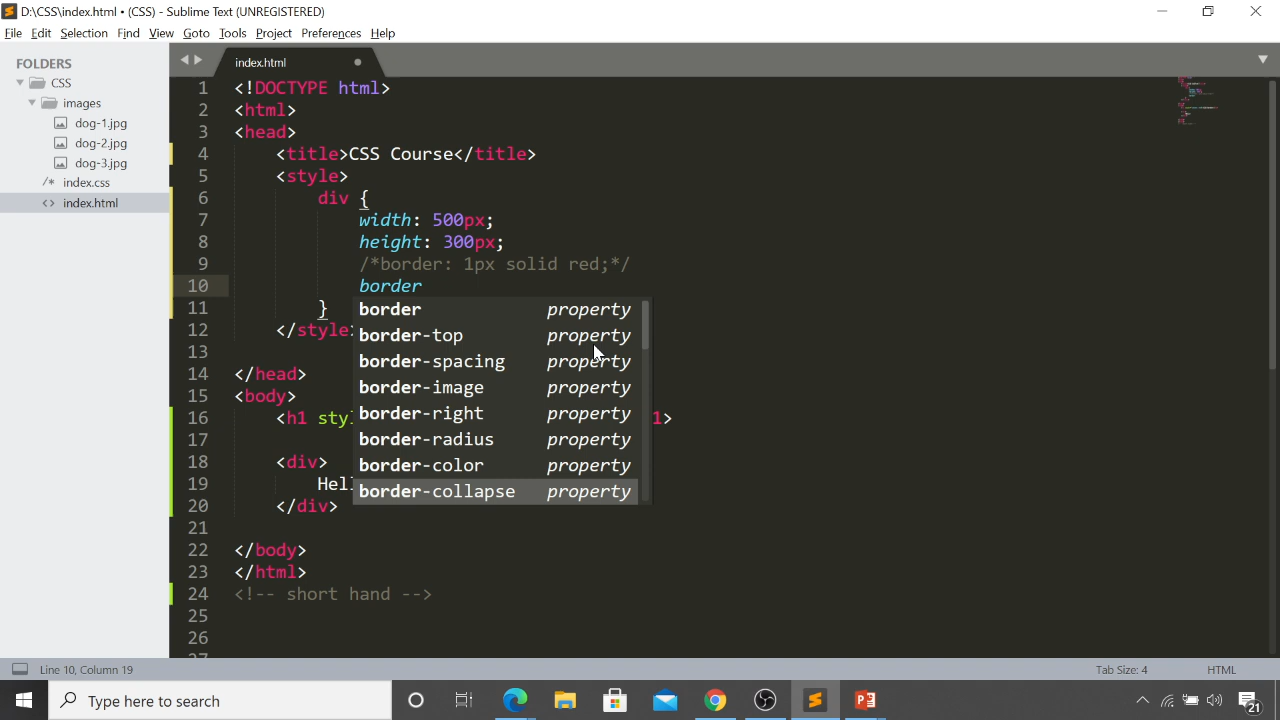 D:\CSS\index.html • (CSS) - Sublime Text (UNREGISTERED)
File Edit Selection Find View Goto Tools Project Preferences Help
FOLDERS
CSS
images
dog-1.jpg
dog-2.jpg
dog-3.jpg
/* index.css
<> index.html
index.html
1 <!DOCTYPE html>
2 <html>
3 <head>
4 <title>CSS Course</title>
5 <style>
6 div {
7 width: 500px;
8 height: 300px;
9 /*border: 1px solid red;*/
10 border
11 }
12 </style>
13
14 </head>
15 <body>
16 <h1 sty 1>
17
18 <div>
19 Hel
20 </div>
21
22 </body>
23 </html>
24 <!-- short hand -->
25
26
27
border property
border-top property
border-spacing property
border-image property
border-right property
border-radius property
border-color property
border-collapse property
Line 10, Column 19
Tab Size: 4
HTML
Type here to search
21